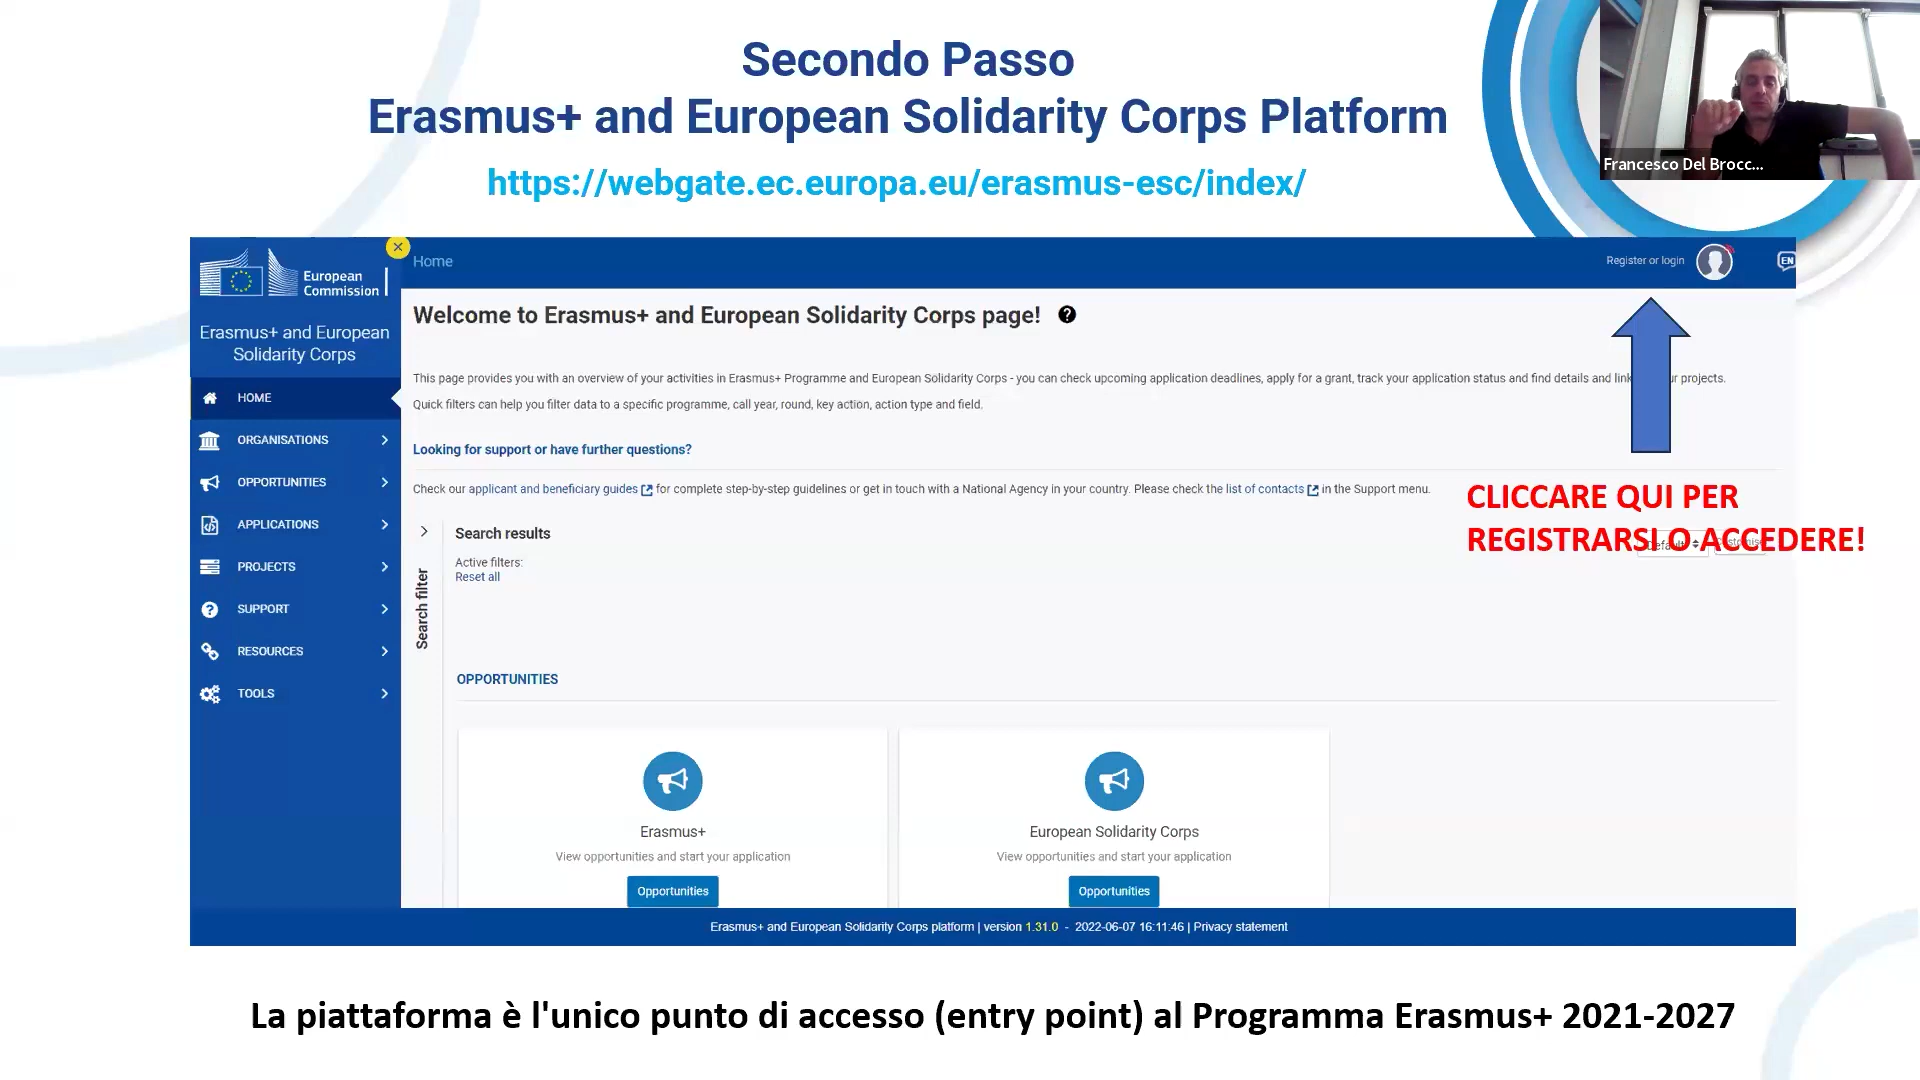 Secondo Passo
Erasmus+ and European Solidarity Corps Platform
https://webgate.ec.europa.eu/erasmus-esc/index/
Francesco Del Brocc...
European
Commission
Erasmus+ and European
Solidarity Corps
HOME
ORGANISATIONS
OPPORTUNITIES
APPLICATIONS
PROJECTS
SUPPORT
RESOURCES
TOOLS
Home
Register or login
EN
Welcome to Erasmus+ and European Solidarity Corps page!
This page provides you with an overview of your activities in Erasmus+ Programme and European Solidarity Corps - you can check upcoming application deadlines, apply for a grant, track your application status and find details and link r projects.
Quick filters can help you filter data to a specific programme, call year, round, key action, action type and field.
Looking for support or have further questions?
Check our applicant and beneficiary guides for complete step-by-step guidelines or get in touch with a National Agency in your country. Please check the list of contacts in the Support menu.
CLICCARE QUI PER
REGISTRARSI O ACCEDERE!
Search filter
Search results
Active filters:
Reset all
OPPORTUNITIES
Erasmus+
View opportunities and start your application
Opportunities
European Solidarity Corps
View opportunities and start your application
Opportunities
Erasmus+ and European Solidarity Corps platform | version 1.31.0 - 2022-06-07 16:11:46 | Privacy statement
La piattaforma è l'unico punto di accesso (entry point) al Programma Erasmus+ 2021-2027